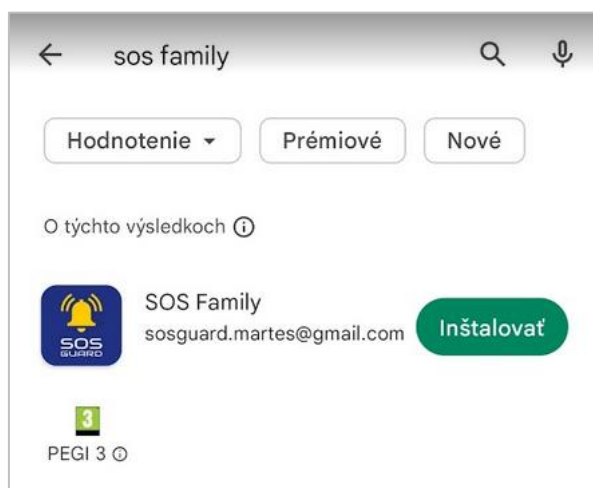 sos family
Hodnotenie Prémiové Nové
O týchto výsledkoch
SOS Family
sosguard.martes@gmail.com
Inštalovať
SOS
GUARD
3
PEGI 3